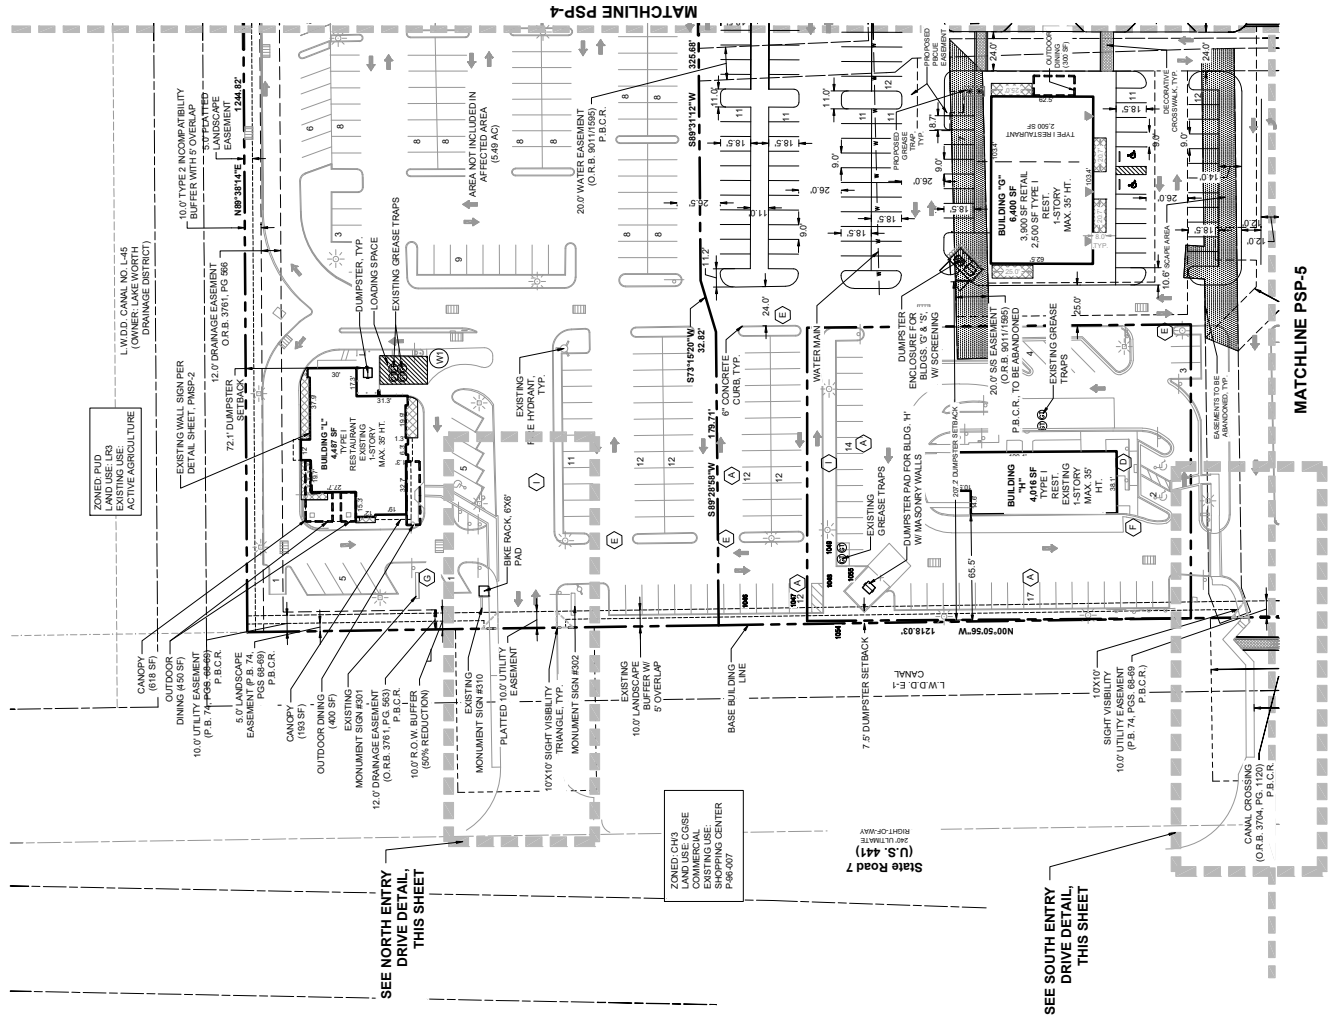 MATCHLINE PSP-4
L.W.D.D. CANAL NO. L-45
(OWNER: LAKE WORTH
DRAINAGE DISTRICT)
10.0' TYPE 2 INCOMPATIBILITY
BUFFER WITH 5' OVERLAP
5.0' PLATTED
LANDSCAPE
EASEMENT
N89°38'14"E 1244.82'
12.0' DRAINAGE EASEMENT
O.R.B. 3761, PG 566
ZONED: PUD
LAND USE: LR3
EXISTING USE:
ACTIVE AGRICULTURE
EXISTING WALL SIGN PER
DETAIL SHEET, PMSP-2
72.1' DUMPSTER
SETBACK
DUMPSTER, TYP.
LOADING SPACE
EXISTING GREASE TRAPS
W1
BUILDING "L"
4,487 SF
TYPE I
RESTAURANT
EXISTING
1-STORY
MAX. 35' HT.
AREA NOT INCLUDED IN
AFFECTED AREA
(5.49 AC)
20.0' WATER EASEMENT
(O.R.B. 9011/1595)
P.B.C.R.
S89°31'12"W 325.68'
S73°15'20"W
32.82'
S89°28'58"W 179.71'
6" CONCRETE
CURB, TYP.
EXISTING
FIRE HYDRANT,
TYP.
WATER MAIN
PROPOSED
GREASE
TRAP,
TYP.
PROPOSED
PBCUE
EASEMENT
OUTDOOR
DINING
(300 SF)
DECORATIVE
CROSSWALK, TYP.
BUILDING "G"
6,400 SF
3,900 SF RETAIL
2,500 SF TYPE I
REST.
1-STORY
MAX. 35' HT.
TYPE I RESTAURANT
2,500 SF
DUMPSTER
ENCLOSURE FOR
BLDGS. 'G' & 'S',
W/ SCREENING
20.0' S/S EASEMENT
(O.R.B. 9011/1585)
P.B.C.R., TO BE ABANDONED
EXISTING GREASE
TRAPS
EASEMENTS TO BE
ABANDONED, TYP.
207.2' DUMPSTER SETBACK
BUILDING
"H"
4,016 SF
TYPE I
REST.
EXISTING
1-STORY
MAX. 35'
HT.
DUMPSTER PAD FOR BLDG. 'H'
W/ MASONRY WALLS
EXISTING
GREASE TRAPS
65.5'
BIKE RACK, 6'X6'
PAD
CANOPY
(618 SF)
OUTDOOR
DINING (450 SF)
10.0' UTILITY EASEMENT
(P.B. 74, PGS. 68-69)
P.B.C.R.
5.0' LANDSCAPE
EASEMENT (P.B. 74,
PGS 68-69)
P.B.C.R.
CANOPY
(193 SF)
OUTDOOR DINING
(400 SF)
EXISTING
MONUMENT SIGN #301
12.0' DRAINAGE EASEMENT
(O.R.B. 3761, PG. 563)
P.B.C.R.
10.0' R.O.W. BUFFER
(50% REDUCTION)
EXISTING
MONUMENT SIGN #310
PLATTED 10.0' UTILITY
EASEMENT
10'X10' SIGHT VISIBILITY
TRIANGLE, TYP.
MONUMENT SIGN #302
EXISTING
10.0' LANDSCAPE
BUFFER W/
5' OVERLAP
BASE BUILDING
LINE
7.5' DUMPSTER SETBACK
N00°50'56"W 1218.03'
L.W.D.D. E-1
CANAL
10'X10'
SIGHT VISIBILITY
10.0' UTILITY EASEMENT
(P.B. 74, PGS. 68-69
P.B.C.R.)
CANAL CROSSING
(O.R.B. 3704, PG. 1120)
P.B.C.R.
ZONED: CH/3
LAND USE: CG/SE
COMMERCIAL
EXISTING USE:
SHOPPING CENTER
P-96-007
State Road 7
(U.S. 441)
240' ULTIMATE
RIGHT-OF-WAY
SEE NORTH ENTRY
DRIVE DETAIL,
THIS SHEET
SEE SOUTH ENTRY
DRIVE DETAIL,
THIS SHEET
MATCHLINE PSP-5